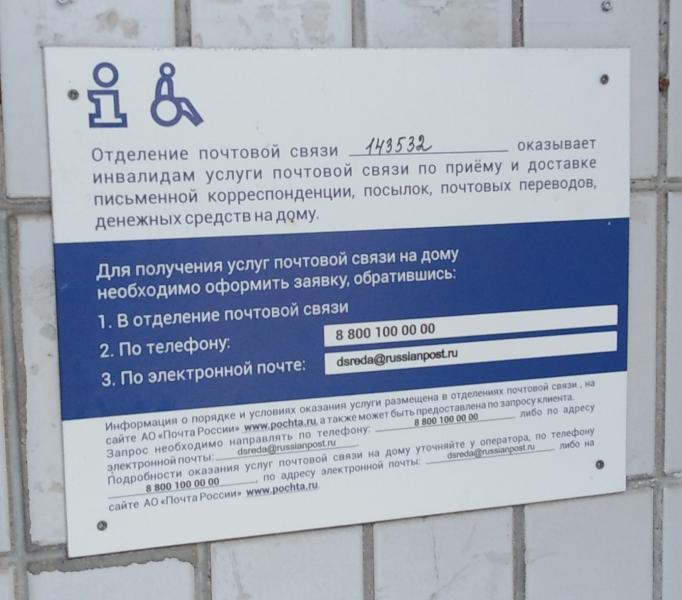 Отделение почтовой связи 143532 оказывает
инвалидам услуги почтовой связи по приёму и доставке
письменной корреспонденции, посылок, почтовых переводов,
денежных средств на дому.
Для получения услуг почтовой связи на дому
необходимо оформить заявку, обратившись:
1. В отделение почтовой связи
2. По телефону: 8 800 100 00 00
3. По электронной почте: dsreda@russianpost.ru
Информация о порядке и условиях оказания услуги размещена в отделениях почтовой связи , на
сайте АО «Почта России» www.pochta.ru, а также может быть предоставлена по запросу клиента.
Запрос необходимо направлять по телефону: 8 800 100 00 00 либо по адресу
электронной почты: dsreda@russianpost.ru
Подробности оказания услуг почтовой связи на дому уточняйте у оператора, по телефону
8 800 100 00 00, по адресу электронной почты: dsreda@russianpost.ru либо на
сайте АО «Почта России» www.pochta.ru.